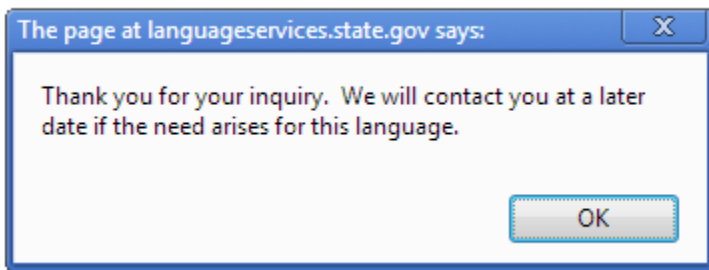 The page at languageservices.state.gov says:
Thank you for your inquiry.  We will contact you at a later
date if the need arises for this language.
OK